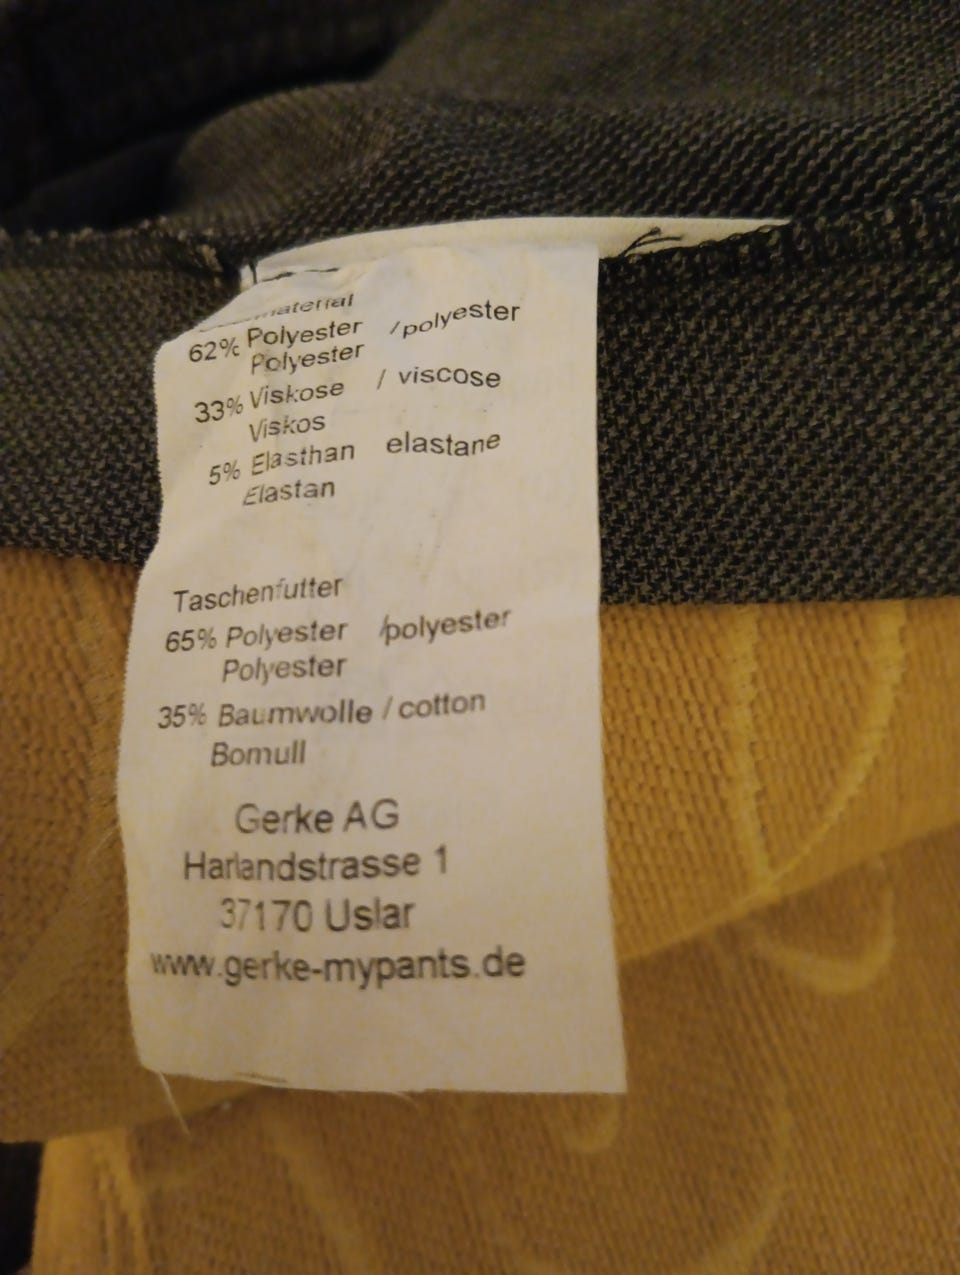 62% Polyester /polyester
Polyester
33% Viskose / viscose
Viskos
5% Elasthan elastane
Elastan
Taschenfutter
65% Polyester /polyester
Polyester
35% Baumwolle / cotton
Bomull
Gerke AG
Harlandstrasse 1
37170 Uslar
www.gerke-mypants.de